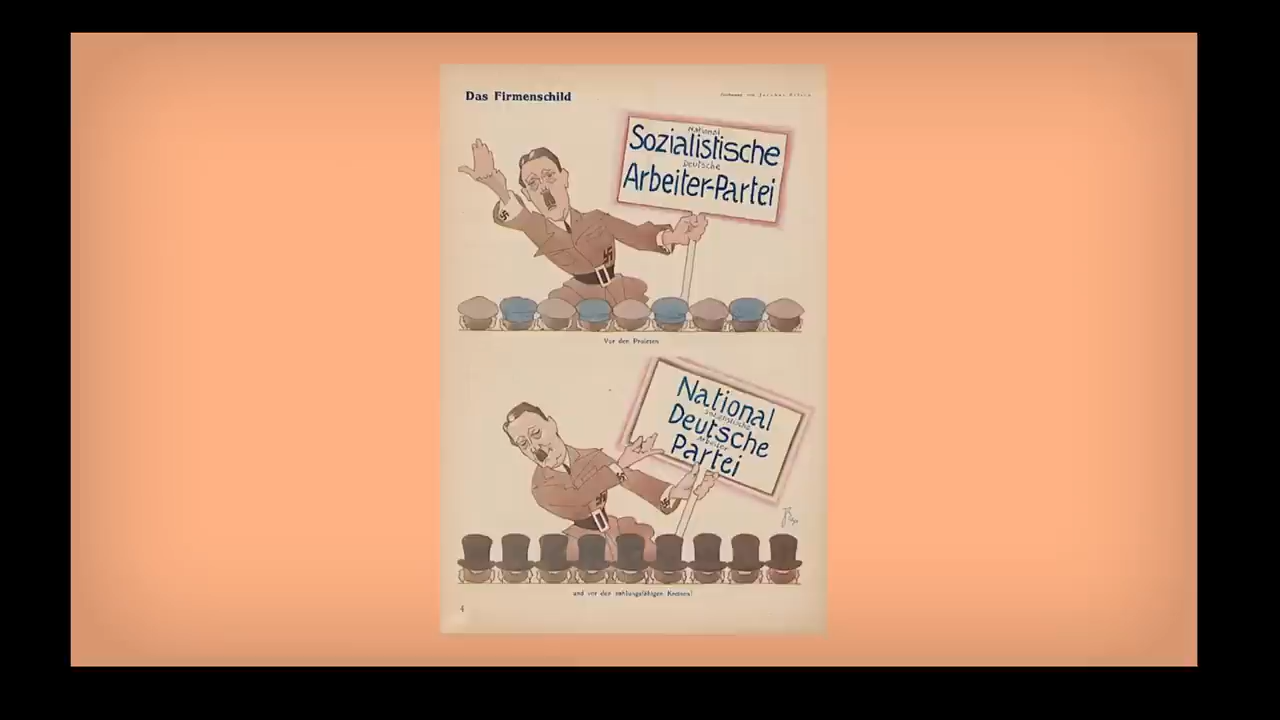 Das Firmenschild
National
Sozialistische
Deutsche
Arbeiter-Partei
Vor den Proleten
National
Sozialistische
Deutsche
Arbeiter
Partei
und vor den zahlungsfähigen Kreisen!
4